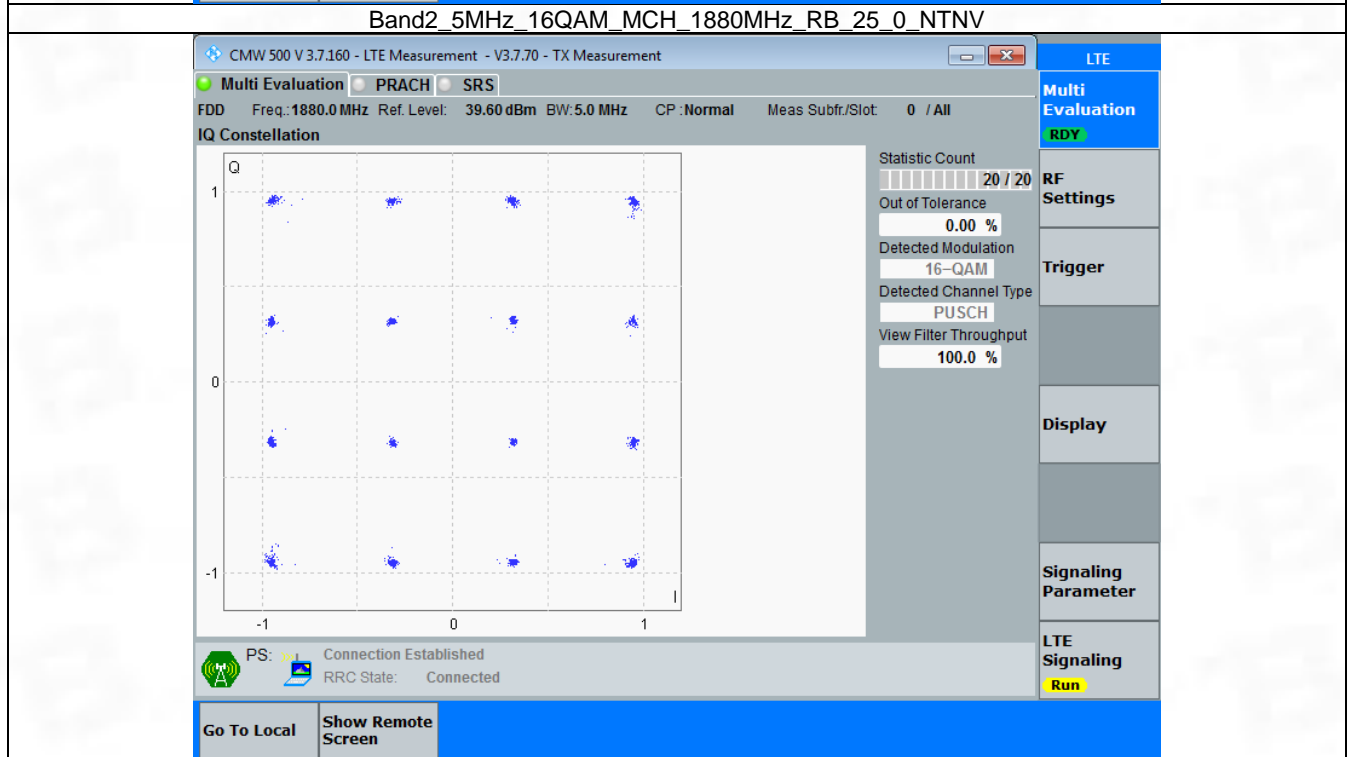 Band2_5MHz_16QAM_MCH_1880MHz_RB_25_0_NTNV
CMW 500 V 3.7.160 - LTE Measurement - V3.7.70 - TX Measurement
LTE
Multi Evaluation PRACH SRS
FDD Freq.:1880.0 MHz Ref. Level: 39.60 dBm BW:5.0 MHz CP :Normal Meas Subfr./Slot: 0 / All
IQ Constellation
Q
1
0
-1
I
-1 0 1
Statistic Count
20 / 20
Out of Tolerance
0.00 %
Detected Modulation
16-QAM
Detected Channel Type
PUSCH
View Filter Throughput
100.0 %
Multi
Evaluation
RDY
RF
Settings
Trigger
Display
Signaling
Parameter
LTE
Signaling
Run
PS: Connection Established
RRC State: Connected
Go To Local
Show Remote
Screen